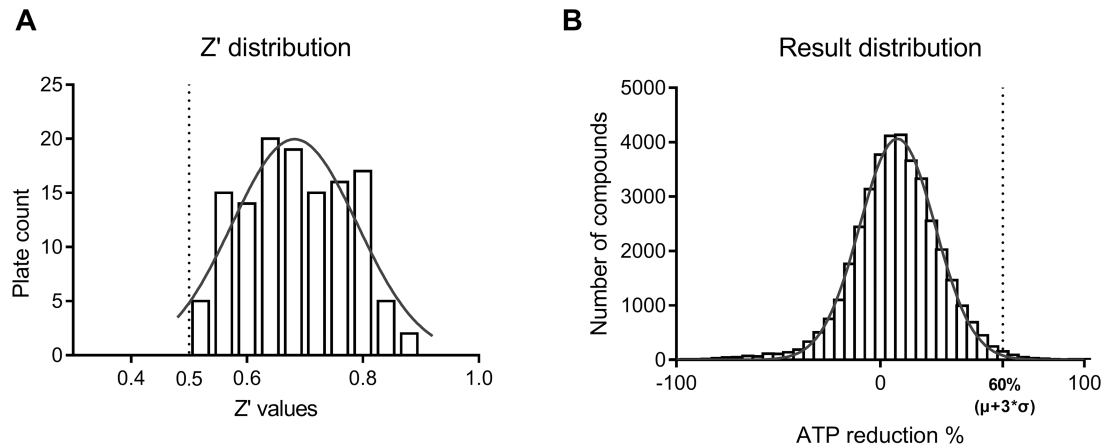 A
Z' distribution
Plate count
25
20
15
10
5
0
0.4
0.5
0.6
0.8
1.0
Z' values
B
Result distribution
Number of compounds
5000
4000
3000
2000
1000
0
-100
0
60%
100
(μ+3*σ)
ATP reduction %